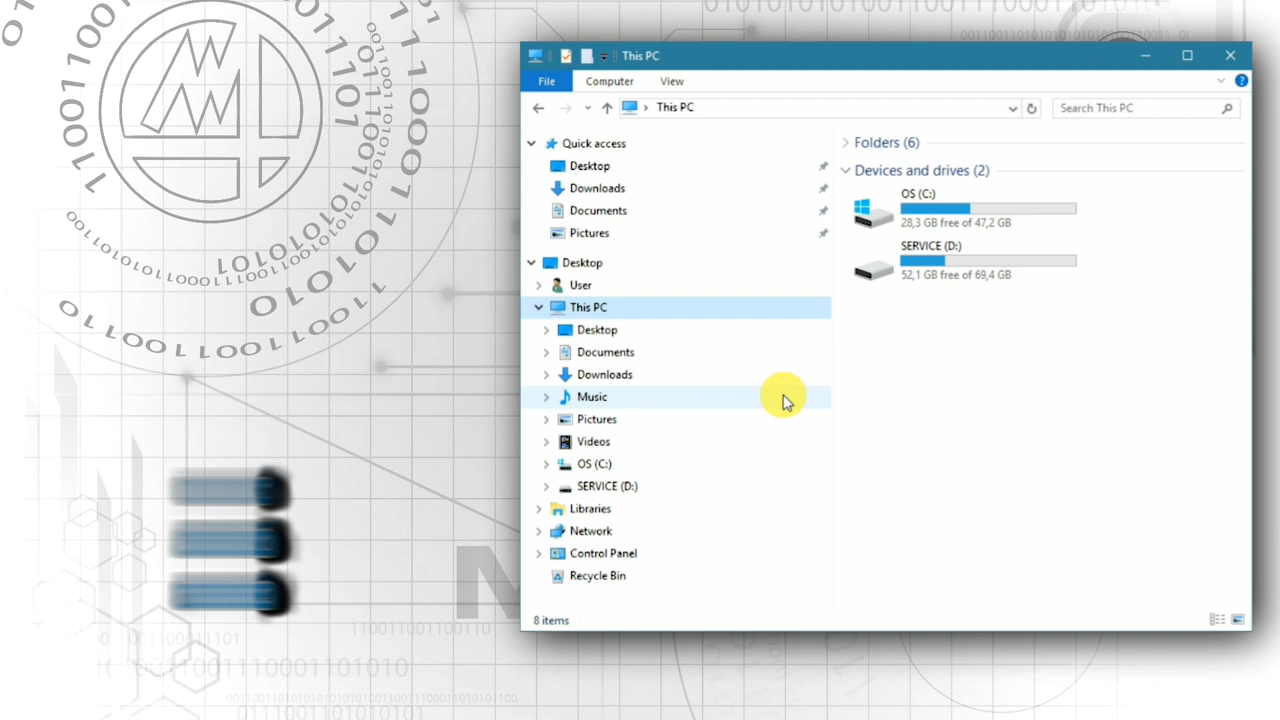 This PC
File
Computer
View
This PC
Search This PC
Quick access
Desktop
Downloads
Documents
Pictures
Desktop
User
This PC
Desktop
Documents
Downloads
Music
Pictures
Videos
OS (C:)
SERVICE (D:)
Libraries
Network
Control Panel
Recycle Bin
Folders (6)
Devices and drives (2)
OS (C:)
28,3 GB free of 47,2 GB
SERVICE (D:)
52,1 GB free of 69,4 GB
8 items